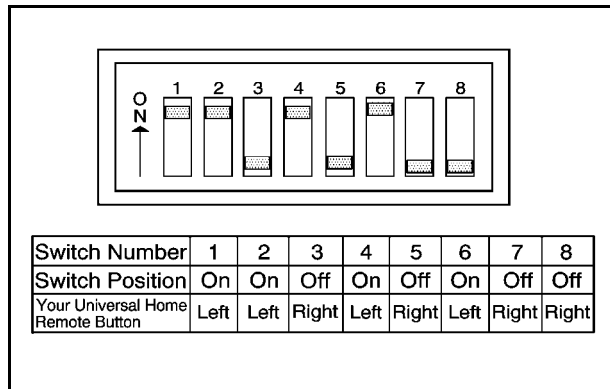 ON
1 2 3 4 5 6 7 8
Switch Number 1 2 3 4 5 6 7 8
Switch Position On On Off On Off On Off Off
Your Universal Home Remote Button Left Left Right Left Right Left Right Right